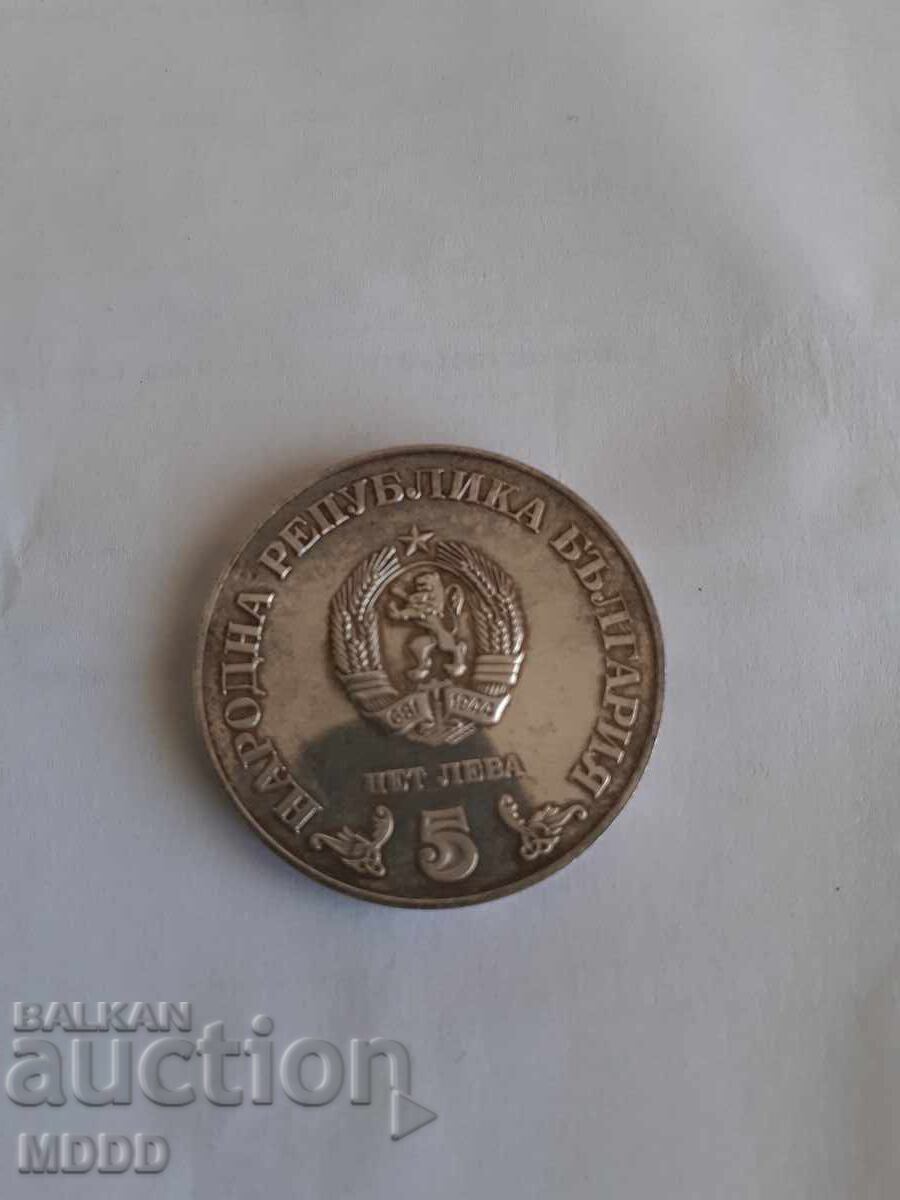 НАРОДНА РЕПУБЛИКА БЪЛГАРИЯ
681 1944
ПЕТ ЛЕВА
5
BALKAN
auction
MDDD